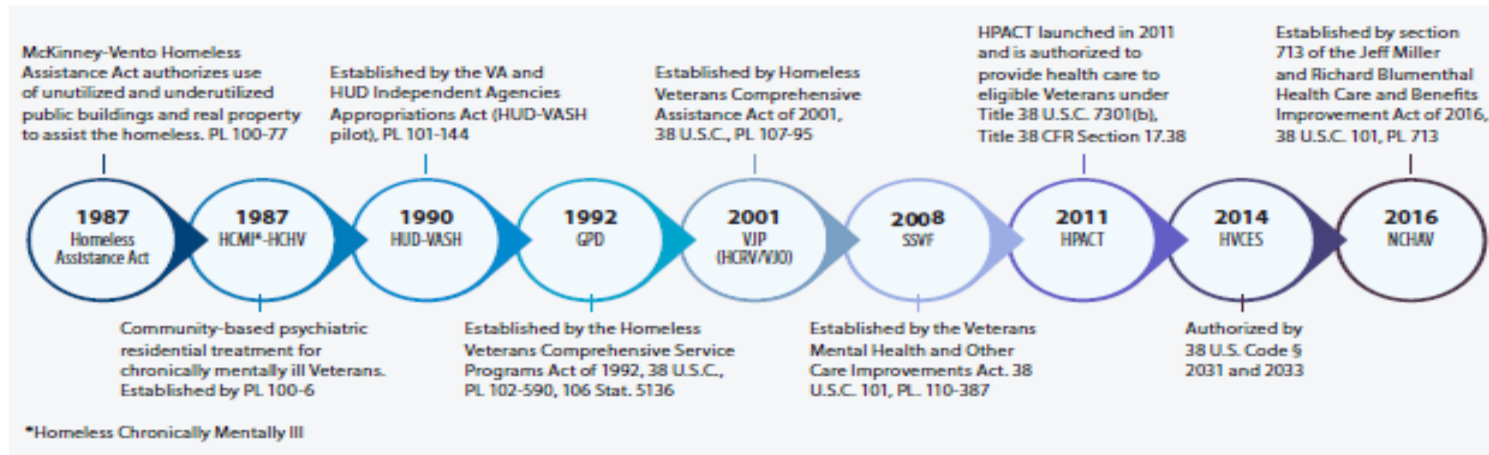 McKinney-Vento Homeless
Assistance Act authorizes use
of unutilized and underutilized
public buildings and real property
to assist the homeless. PL 100-77
Established by the VA and
HUD Independent Agencies
Appropriations Act (HUD-VASH
pilot), PL 101-144
Established by Homeless
Veterans Comprehensive
Assistance Act of 2001,
38 U.S.C., PL 107-95
HPACT launched in 2011
and is authorized to
provide health care to
eligible Veterans under
Title 38 U.S.C. 7301(b),
Title 38 CFR Section 17.38
Established by section
713 of the Jeff Miller
and Richard Blumenthal
Health Care and Benefits
Improvement Act of 2016,
38 U.S.C. 101, PL 713
1987
Homeless
Assistance Act
1987
HCMI*-HCHV
1990
HUD-VASH
1992
GPD
2001
VJP
(HCRV/VJO)
2008
SSVF
2011
HPACT
2014
HVCES
2016
NCHAV
Community-based psychiatric
residential treatment for
chronically mentally ill Veterans.
Established by PL 100-6
Established by the Homeless
Veterans Comprehensive Service
Programs Act of 1992, 38 U.S.C.,
PL 102-590, 106 Stat. 5136
Established by the Veterans
Mental Health and Other
Care Improvements Act. 38
U.S.C. 101, PL. 110-387
Authorized by
38 U.S. Code §
2031 and 2033
*Homeless Chronically Mentally Ill